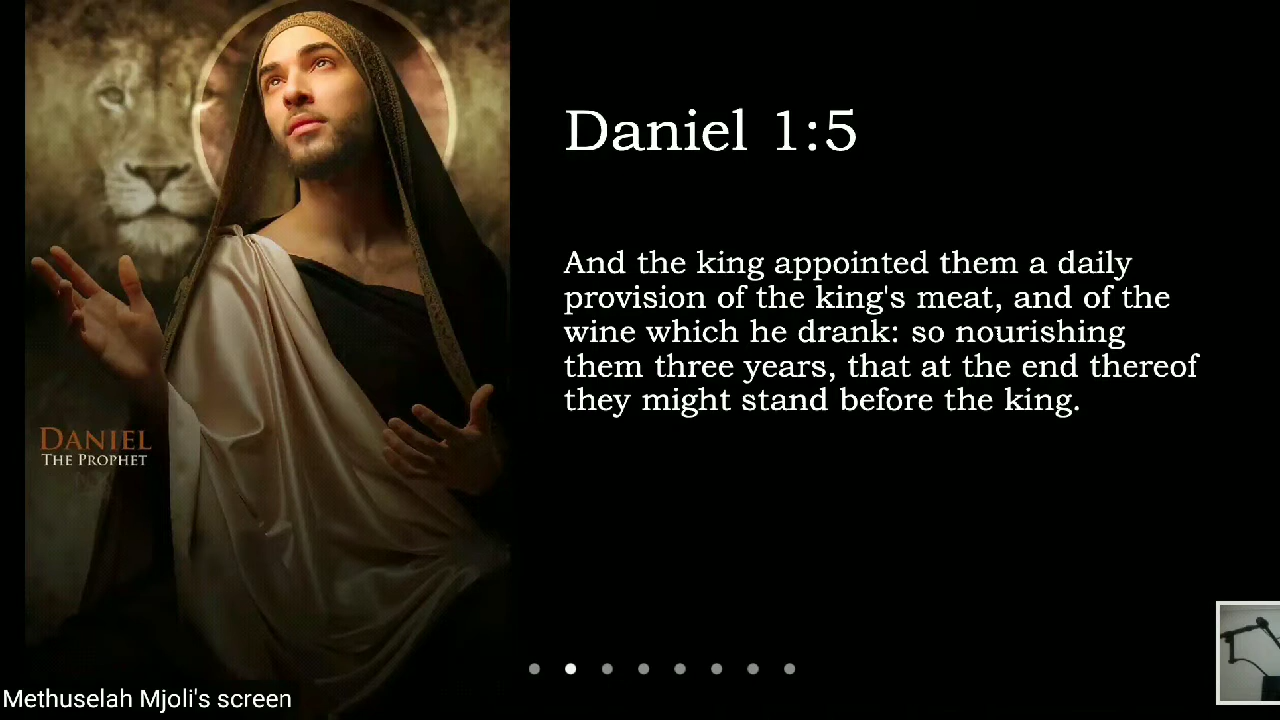 Daniel 1:5
And the king appointed them a daily
provision of the king's meat, and of the
wine which he drank: so nourishing
them three years, that at the end thereof
they might stand before the king.
DANIEL
THE PROPHET
Methuselah Mjoli's screen